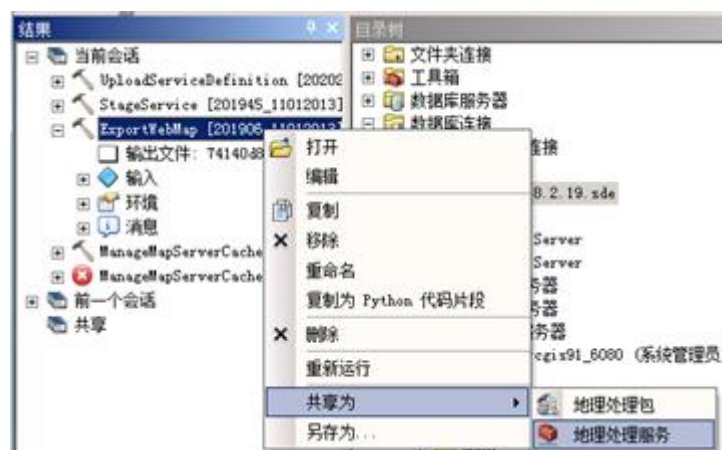 结果
当前会话
UploadServiceDefinition [20202
StageService [201945_11012013]
ExportWebMap [201906_11012013]
输出文件: 74140d8
输入
环境
消息
ManageMapServerCache
ManageMapServerCache
前一个会话
共享
目录树
文件夹连接
工具箱
数据库服务器
数据库连接
连接
8.2.19.sde
Server
Server
务器
务器
服务器
rcgis91_6080 (系统管理员
打开
编辑
复制
移除
重命名
复制为 Python 代码片段
删除
重新运行
共享为
另存为...
地理处理包
地理处理服务